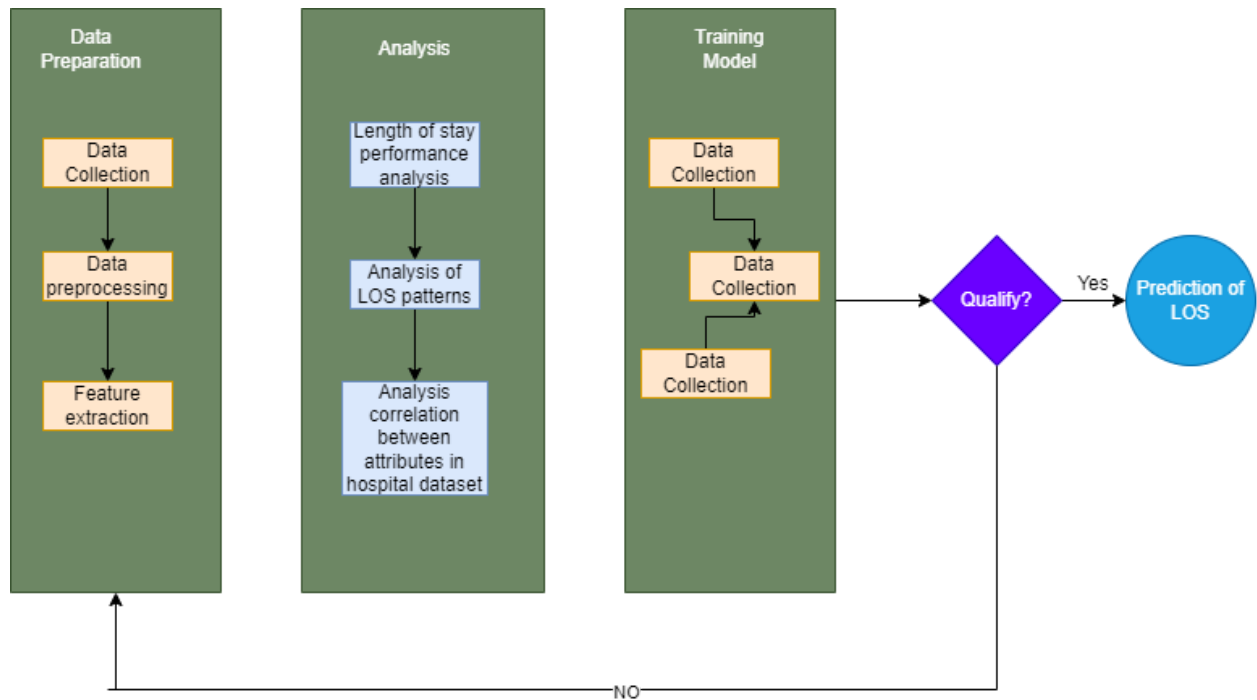 Data
Preparation
Data
Collection
Data
preprocessing
Feature
extraction
Analysis
Length of stay
performance
analysis
Analysis of
LOS patterns
Analysis
correlation
between
attributes in
hospital dataset
Training
Model
Data
Collection
Data
Collection
Data
Collection
Qualify?
Yes
Prediction of
LOS
NO